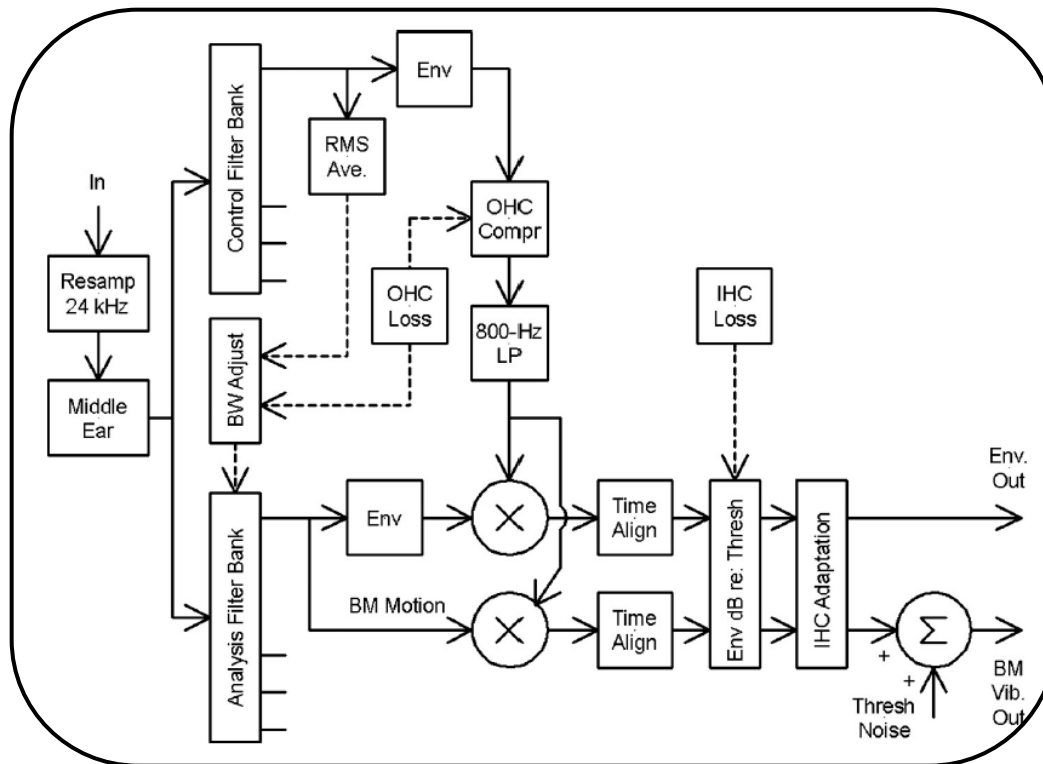 Env
RMS
Ave.
Control Filter Bank
In
OHC
Compr
Resamp
24 kHz
OHC
Loss
IHC
Loss
800-Hz
LP
BW Adjust
Middle
Ear
Env.
Out
Env
Time
Align
Analysis Filter Bank
BM Motion
Env dB re: Thresh
IHC Adaptation
Time
Align
Σ
+
+
Thresh
Noise
BM
Vib.
Out